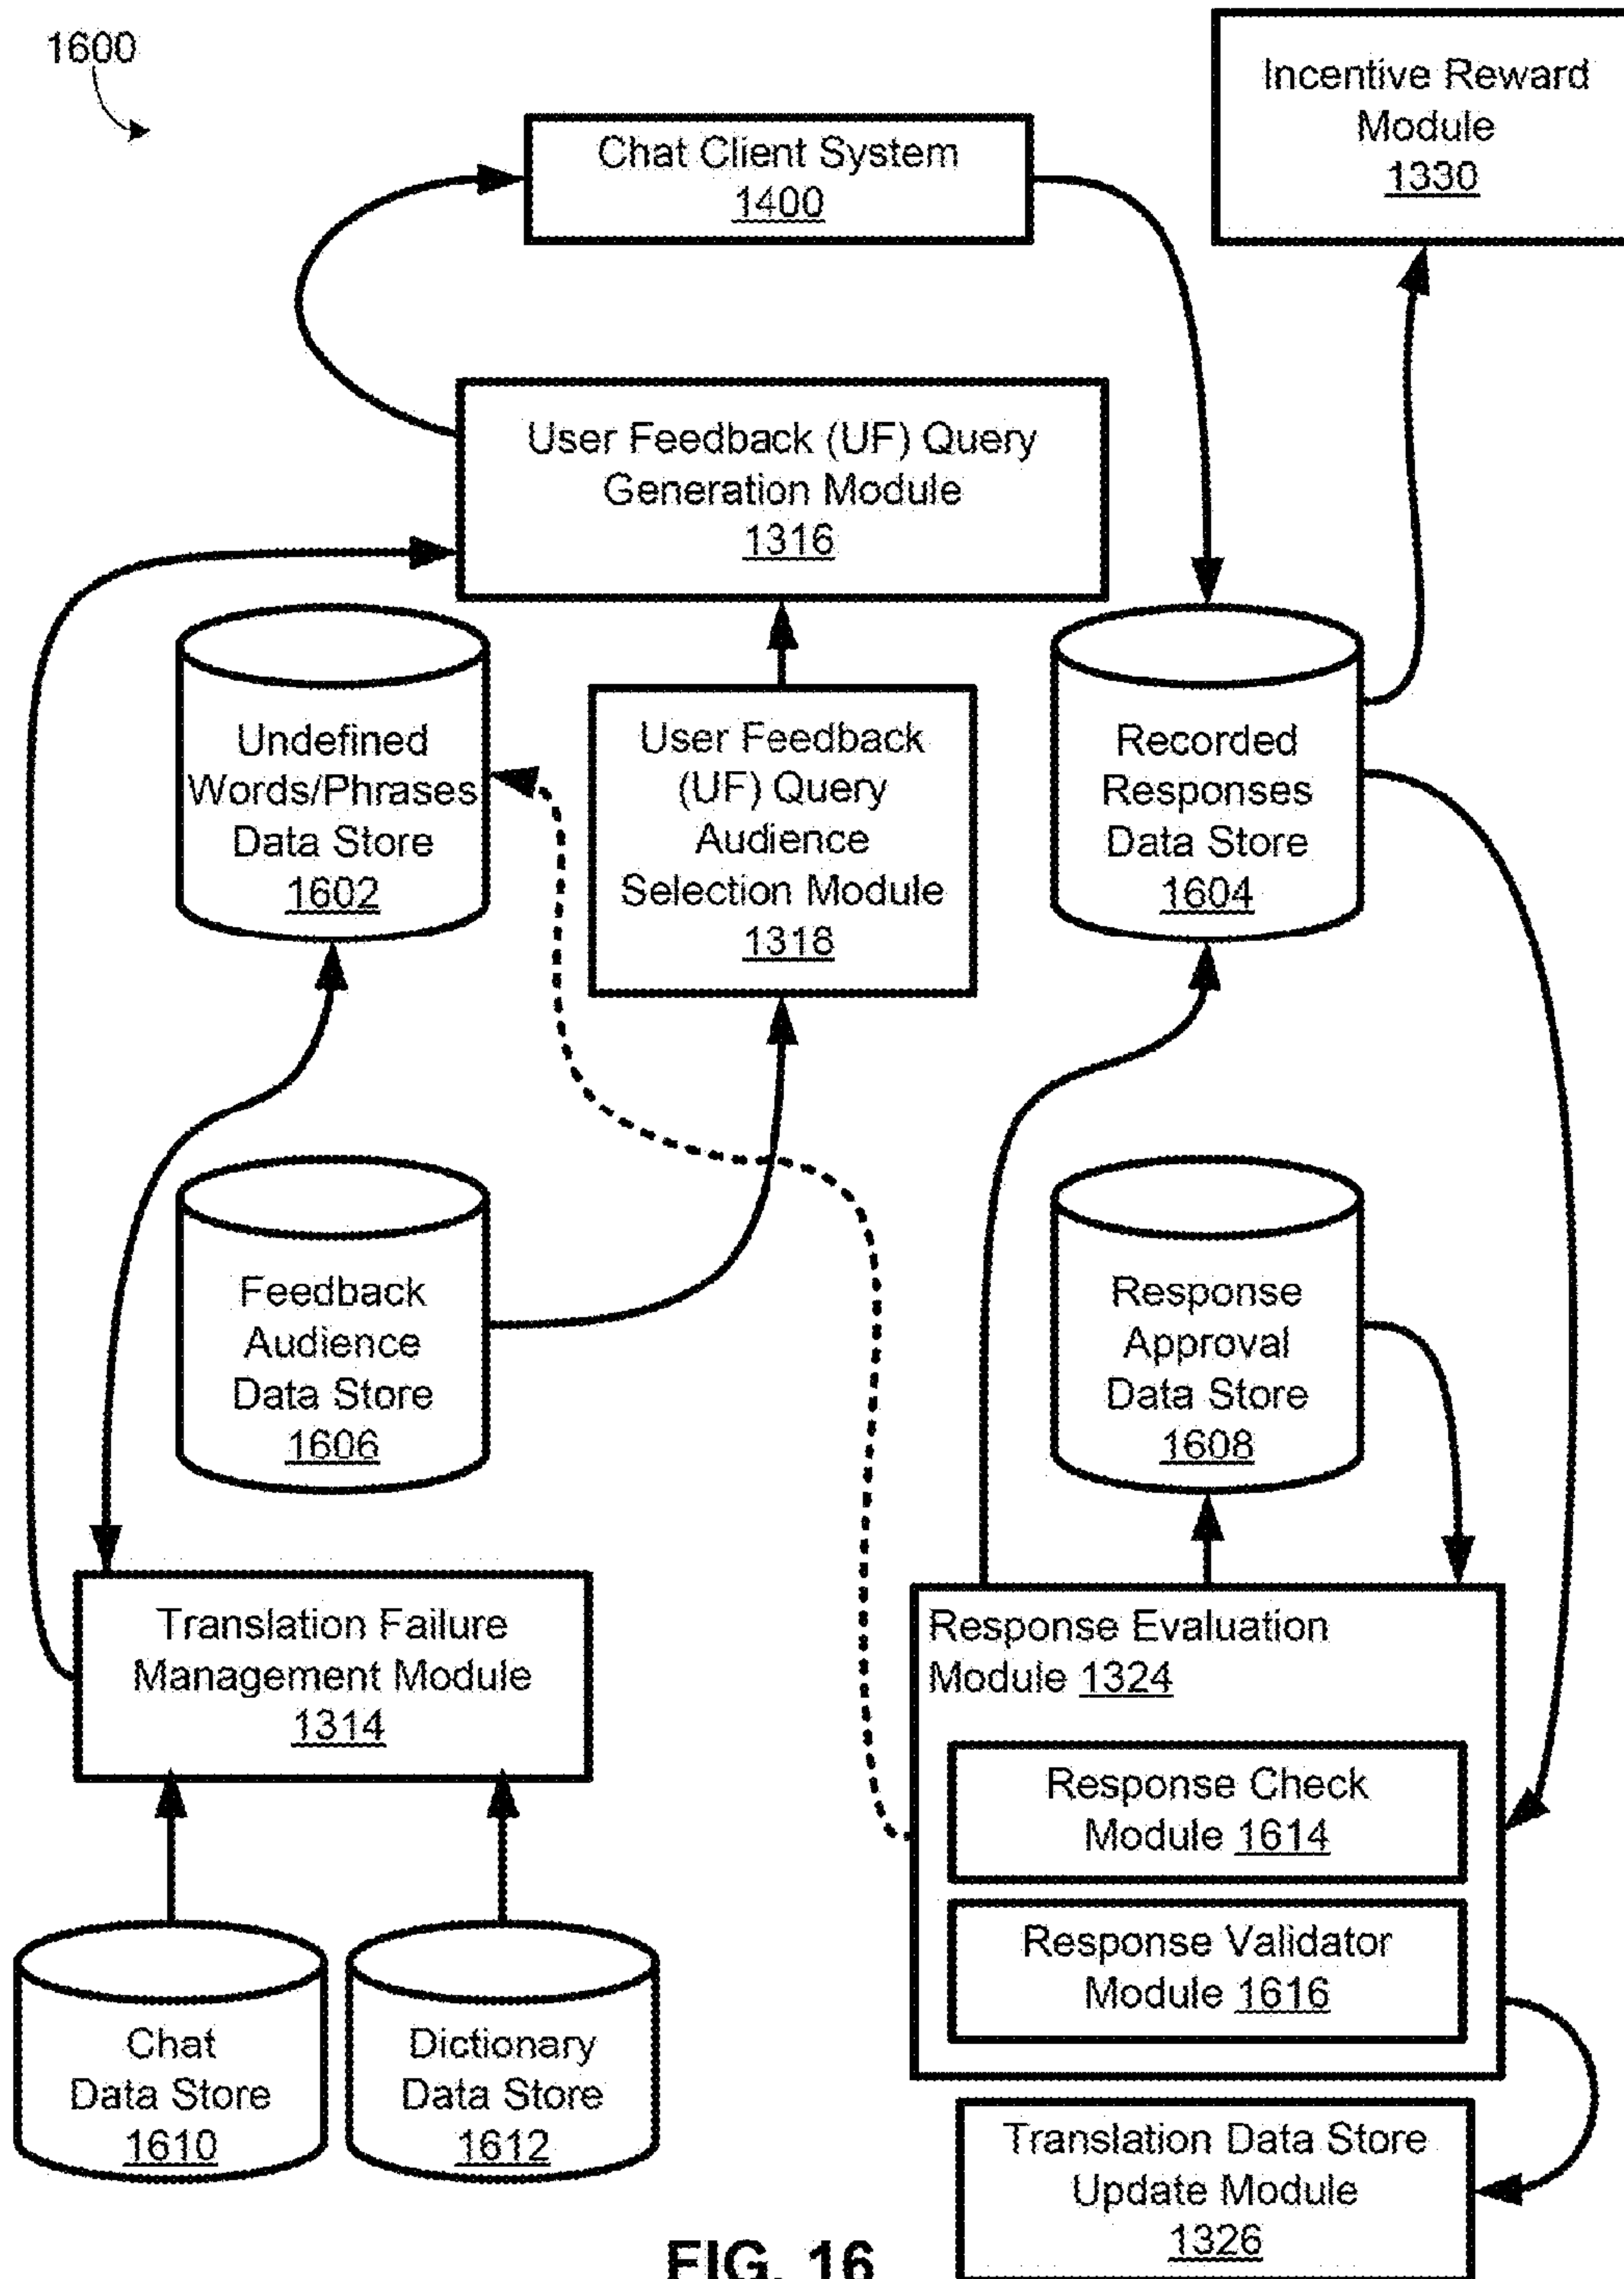 1600
Incentive Reward
Module
1330
Chat Client System
1400
User Feedback (UF) Query
Generation Module
1316
Undefined
Words/Phrases
Data Store
1602
User Feedback
(UF) Query
Audience
Selection Module
1318
Recorded
Responses
Data Store
1604
Feedback
Audience
Data Store
1606
Response
Approval
Data Store
1608
Translation Failure
Management Module
1314
Response Evaluation
Module 1324
Response Check
Module 1614
Response Validator
Module 1616
Chat
Data Store
1610
Dictionary
Data Store
1612
Translation Data Store
Update Module
1326
FIG. 16